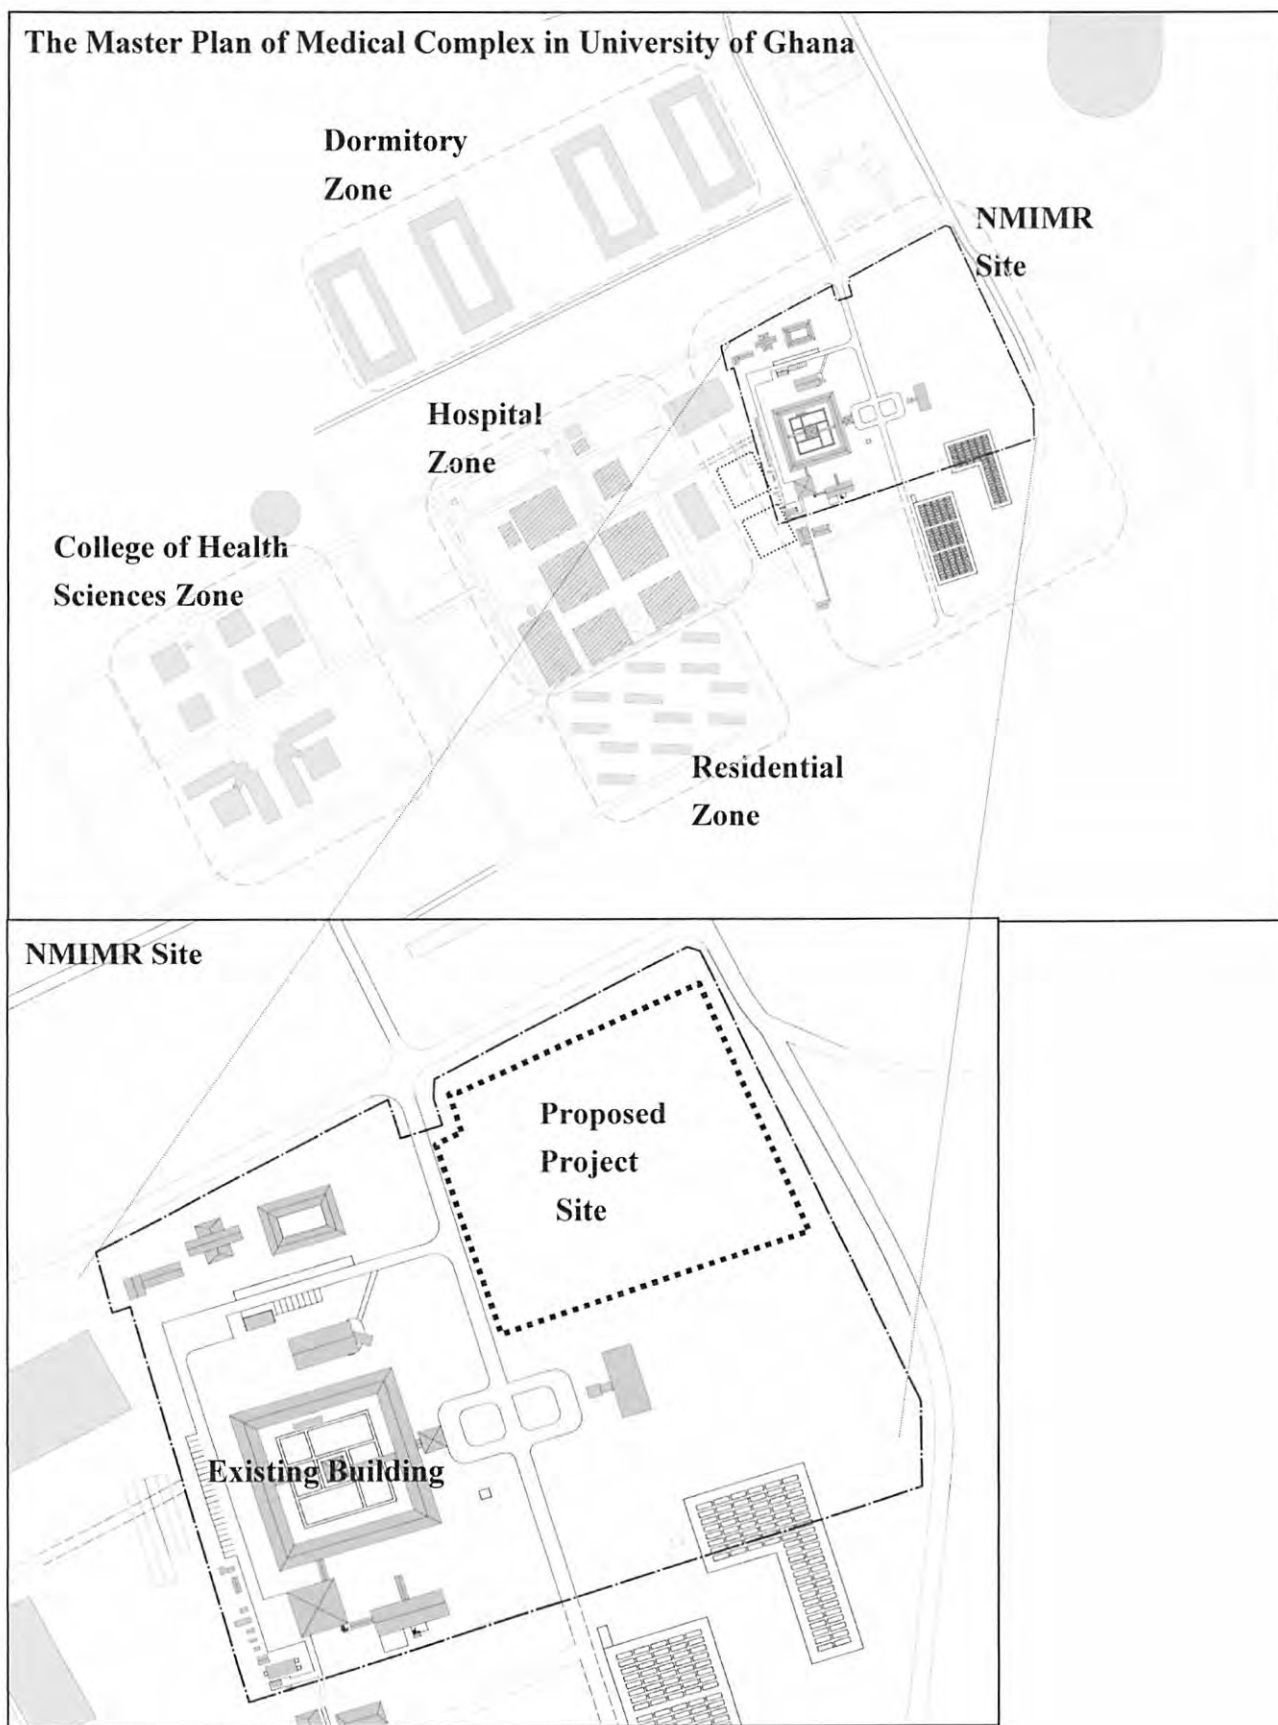 The Master Plan of Medical Complex in University of Ghana
Dormitory
Zone
NMIMR
Site
Hospital
Zone
College of Health
Sciences Zone
Residential
Zone
NMIMR Site
Proposed
Project
Site
Existing Building